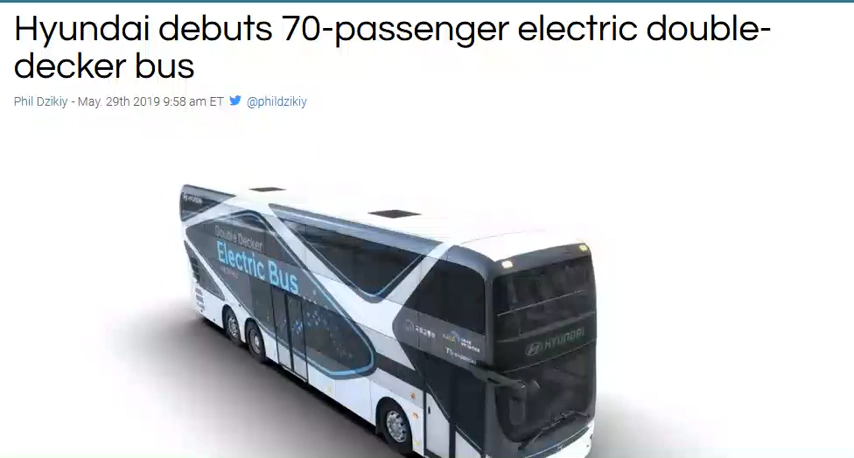 Hyundai debuts 70-passenger electric double-
decker bus
Phil Dzikiy - May. 29th 2019 9:58 am ET @phildzikiy
Double Decker
Electric Bus
HYUNDAI